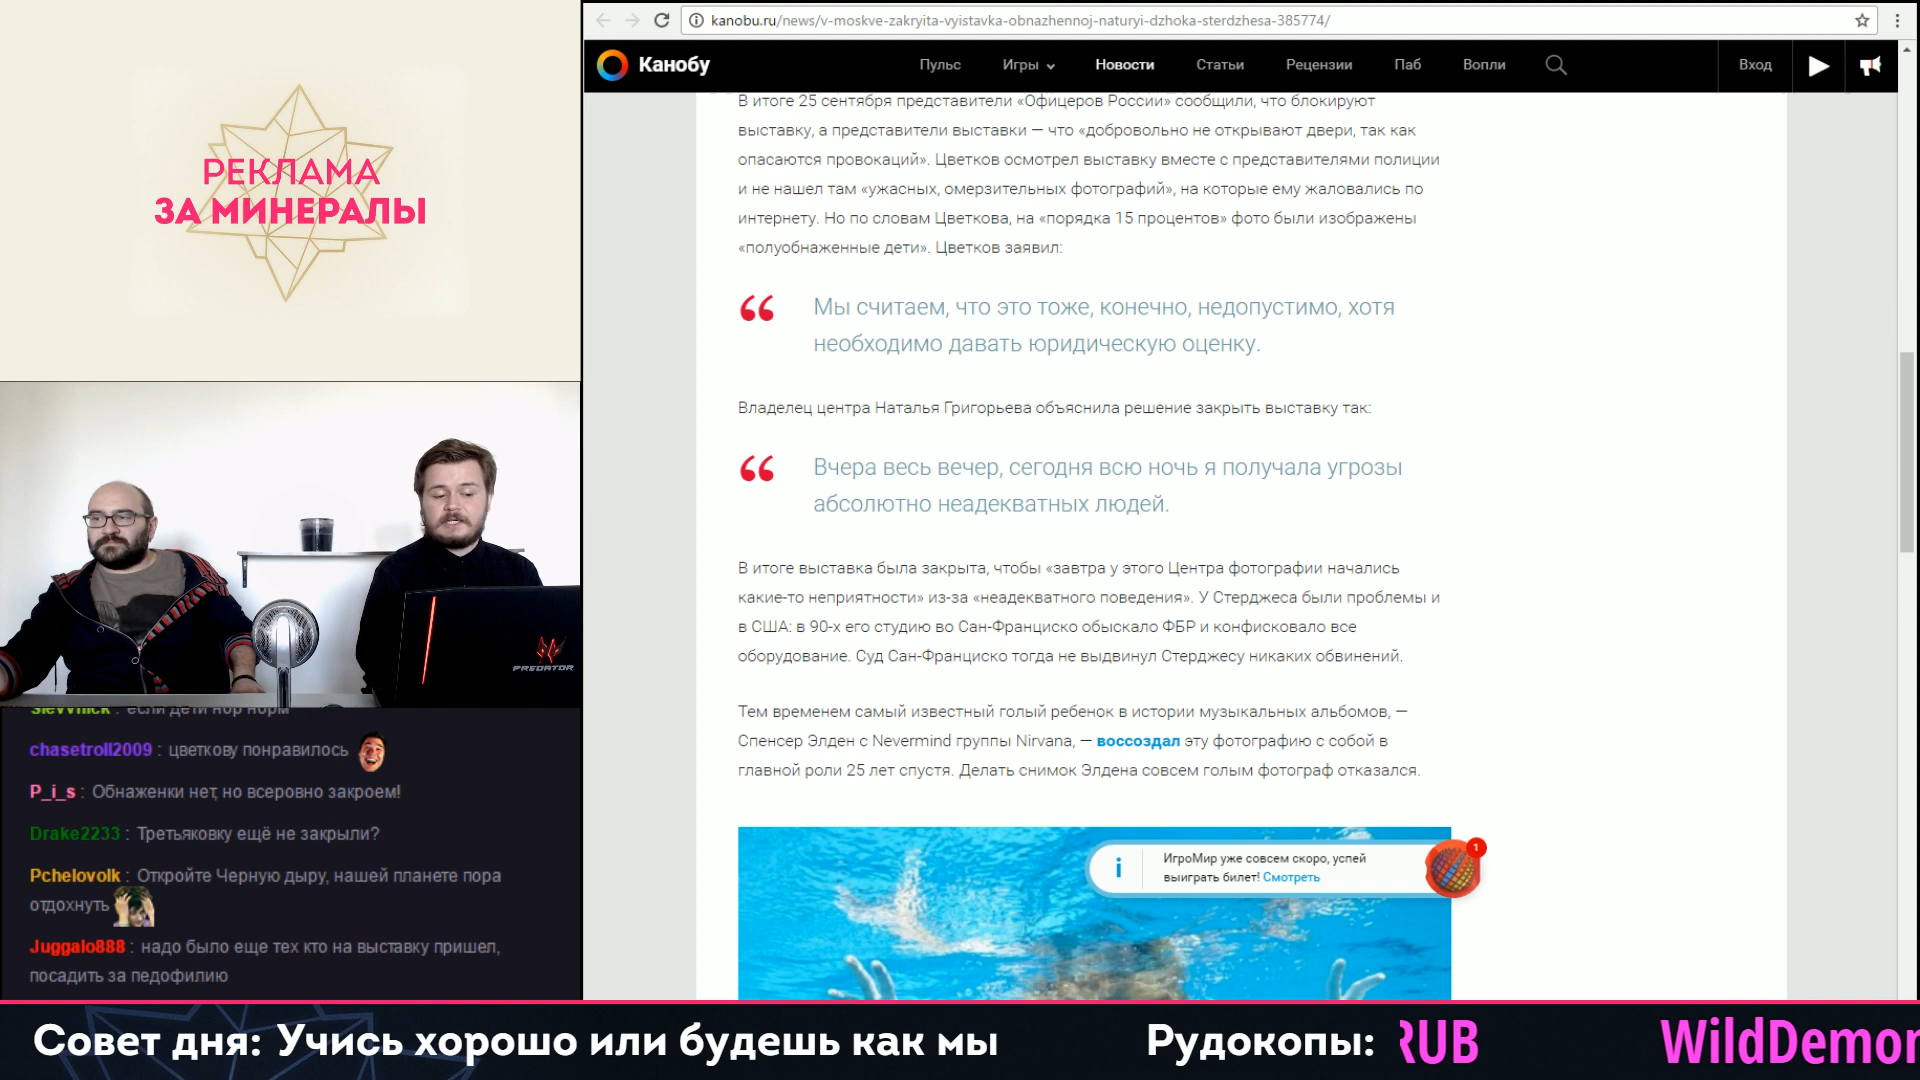 РЕКЛАМА
ЗА МИНЕРАЛЫ
PREDATOR
Slevvnick : если дети нор норм
chasetroll2009 : цветкову понравилось
P_i_s : Обнаженки нет, но всеровно закроем!
Drake2233 : Третьяковку ещё не закрыли?
Pchelovolk : Откройте Черную дыру, нашей планете пора
отдохнуть
Juggalo888 : надо было еще тех кто на выставку пришел,
посадить за педофилию
kanobu.ru/news/v-moskve-zakryita-vyistavka-obnazhennoj-naturyi-dzhoka-sterdzhesa-385774/
Канобу
Пульс Игры Новости Статьи Рецензии Паб Вопли Вход
В итоге 25 сентября представители «Офицеров России» сообщили, что блокируют
выставку, а представители выставки — что «добровольно не открывают двери, так как
опасаются провокаций». Цветков осмотрел выставку вместе с представителями полиции
и не нашел там «ужасных, омерзительных фотографий», на которые ему жаловались по
интернету. Но по словам Цветкова, на «порядка 15 процентов» фото были изображены
«полуобнаженные дети». Цветков заявил:
Мы считаем, что это тоже, конечно, недопустимо, хотя
необходимо давать юридическую оценку.
Владелец центра Наталья Григорьева объяснила решение закрыть выставку так:
Вчера весь вечер, сегодня всю ночь я получала угрозы
абсолютно неадекватных людей.
В итоге выставка была закрыта, чтобы «завтра у этого Центра фотографии начались
какие-то неприятности» из-за «неадекватного поведения». У Стерджеса были проблемы и
в США: в 90-х его студию во Сан-Франциско обыскало ФБР и конфисковало все
оборудование. Суд Сан-Франциско тогда не выдвинул Стерджесу никаких обвинений.
Тем временем самый известный голый ребенок в истории музыкальных альбомов, —
Спенсер Элден с Nevermind группы Nirvana, — воссоздал эту фотографию с собой в
главной роли 25 лет спустя. Делать снимок Элдена совсем голым фотограф отказался.
ИгроМир уже совсем скоро, успей
выиграть билет! Смотреть
1
Совет дня: Учись хорошо или будешь как мы
Рудокопы: RUB WildDemon